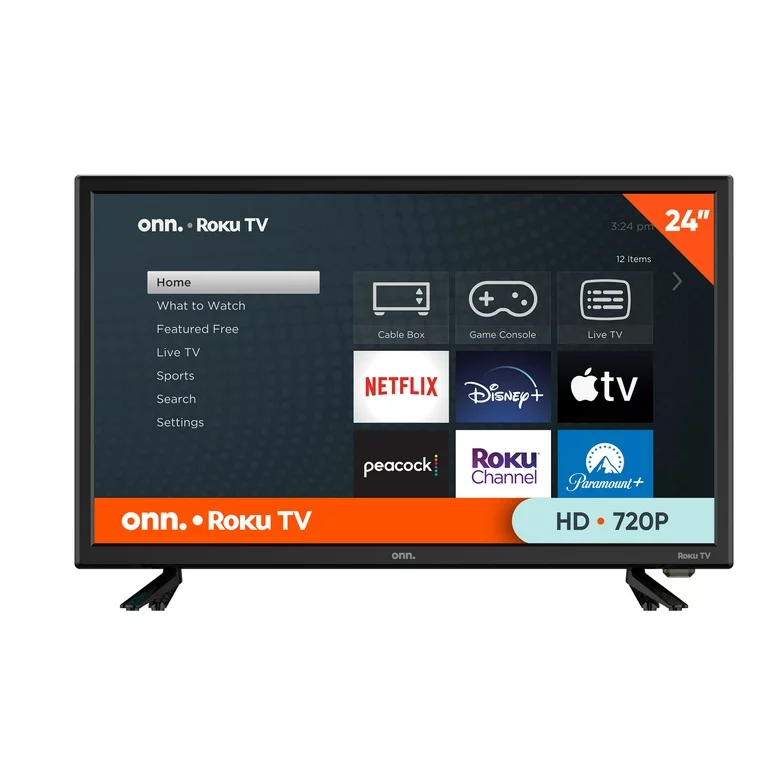 onn. • Roku TV
3:24 pm
24"
12 Items
Home
What to Watch
Featured Free
Live TV
Sports
Search
Settings
Cable Box
Game Console
Live TV
NETFLIX
Disney+
tv
peacock
Roku
Channel
Paramount+
onn. • Roku TV
HD • 720P
onn.
Roku TV